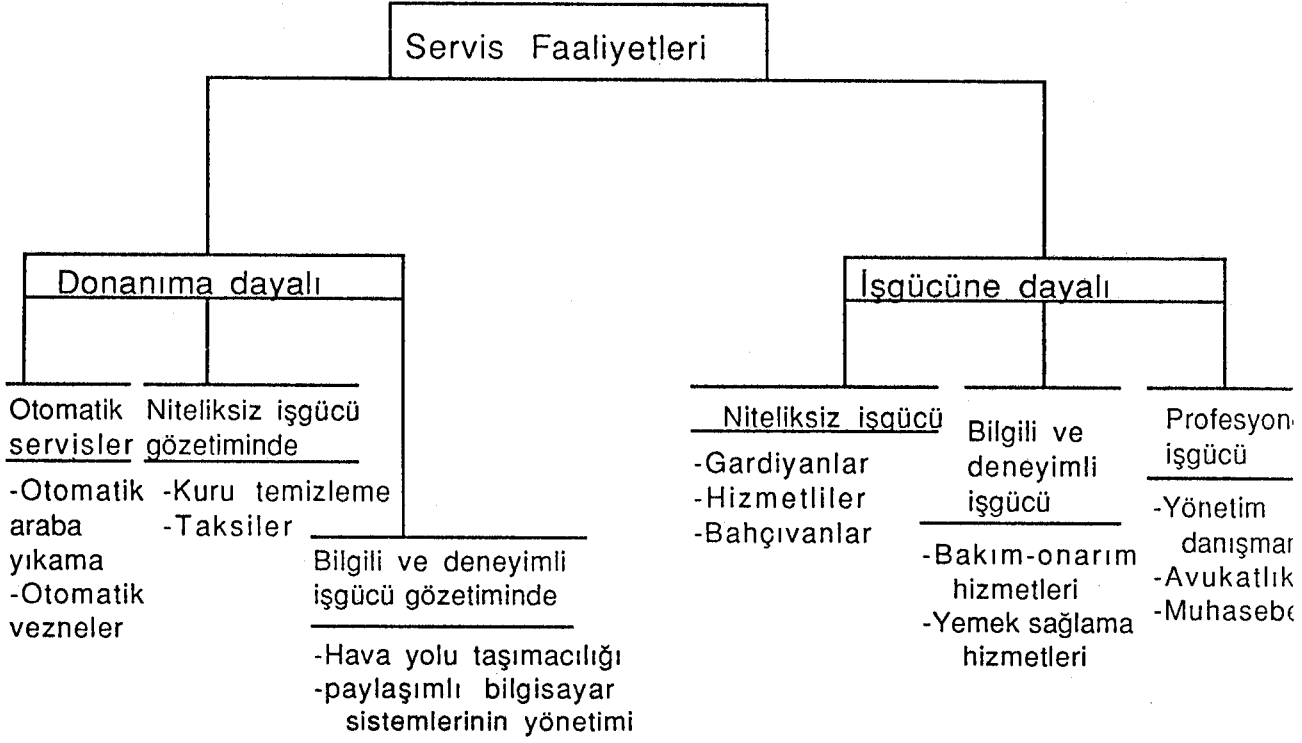 Servis Faaliyetleri
Donanıma dayalı
Otomatik
servisler
-Otomatik
araba
yıkama
-Otomatik
vezneler
Niteliksiz işgücü
gözetiminde
-Kuru temizleme
-Taksiler
Bilgili ve deneyimli
işgücü gözetiminde
-Hava yolu taşımacılığı
-paylaşımlı bilgisayar
sistemlerinin yönetimi
İşgücüne dayalı
Niteliksiz işgücü
-Gardiyanlar
-Hizmetliler
-Bahçıvanlar
Bilgili ve
deneyimli
işgücü
-Bakım-onarım
hizmetleri
-Yemek sağlama
hizmetleri
işgücü
-Yönetim
-Avukatlık